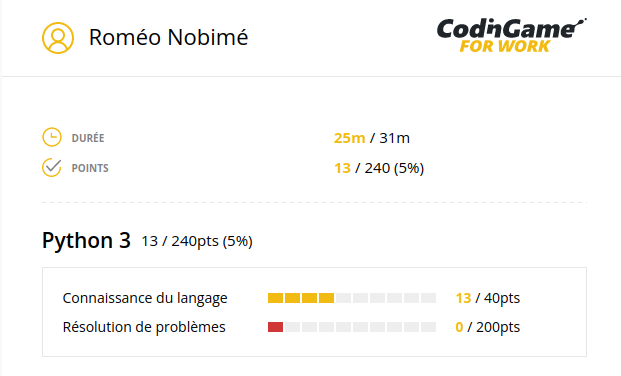 Roméo Nobimé
CodinGame
FOR WORK
DURÉE 25m / 31m
POINTS 13 / 240 (5%)
Python 3 13 / 240pts (5%)
Connaissance du langage 13 / 40pts
Résolution de problèmes 0 / 200pts